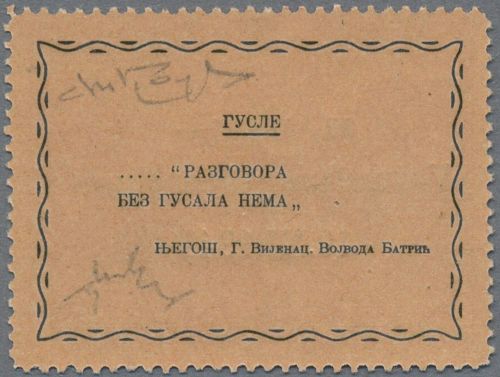 ГУСЛЕ
..... "РАЗГОВОРА
БЕЗ ГУСАЛА НЕМА„
ЊЕГОШ, Г. Вијенац. Војвода Батрић